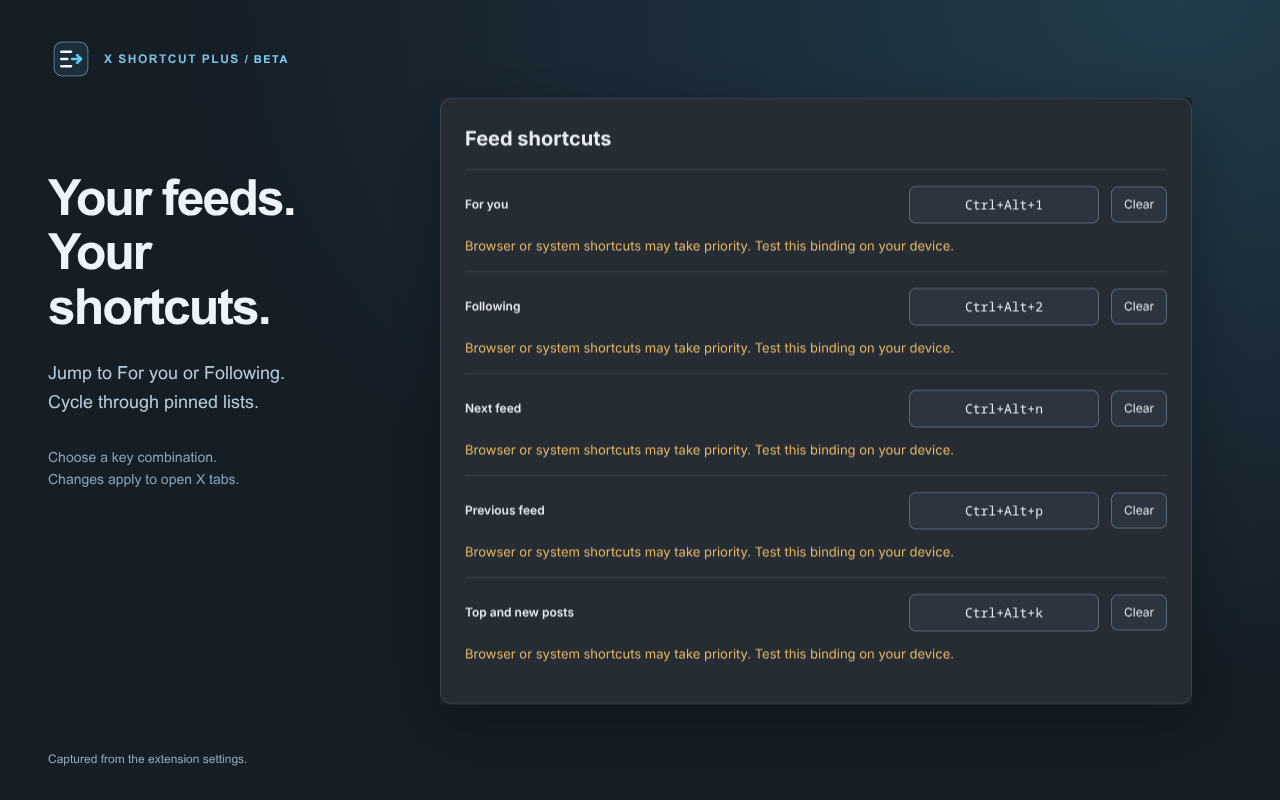 X SHORTCUT PLUS / BETA
Your feeds.
Your
shortcuts.
Jump to For you or Following.
Cycle through pinned lists.
Choose a key combination.
Changes apply to open X tabs.
Captured from the extension settings.
Feed shortcuts
For you Ctrl+Alt+1 Clear
Browser or system shortcuts may take priority. Test this binding on your device.
Following Ctrl+Alt+2 Clear
Browser or system shortcuts may take priority. Test this binding on your device.
Next feed Ctrl+Alt+n Clear
Browser or system shortcuts may take priority. Test this binding on your device.
Previous feed Ctrl+Alt+p Clear
Browser or system shortcuts may take priority. Test this binding on your device.
Top and new posts Ctrl+Alt+k Clear
Browser or system shortcuts may take priority. Test this binding on your device.